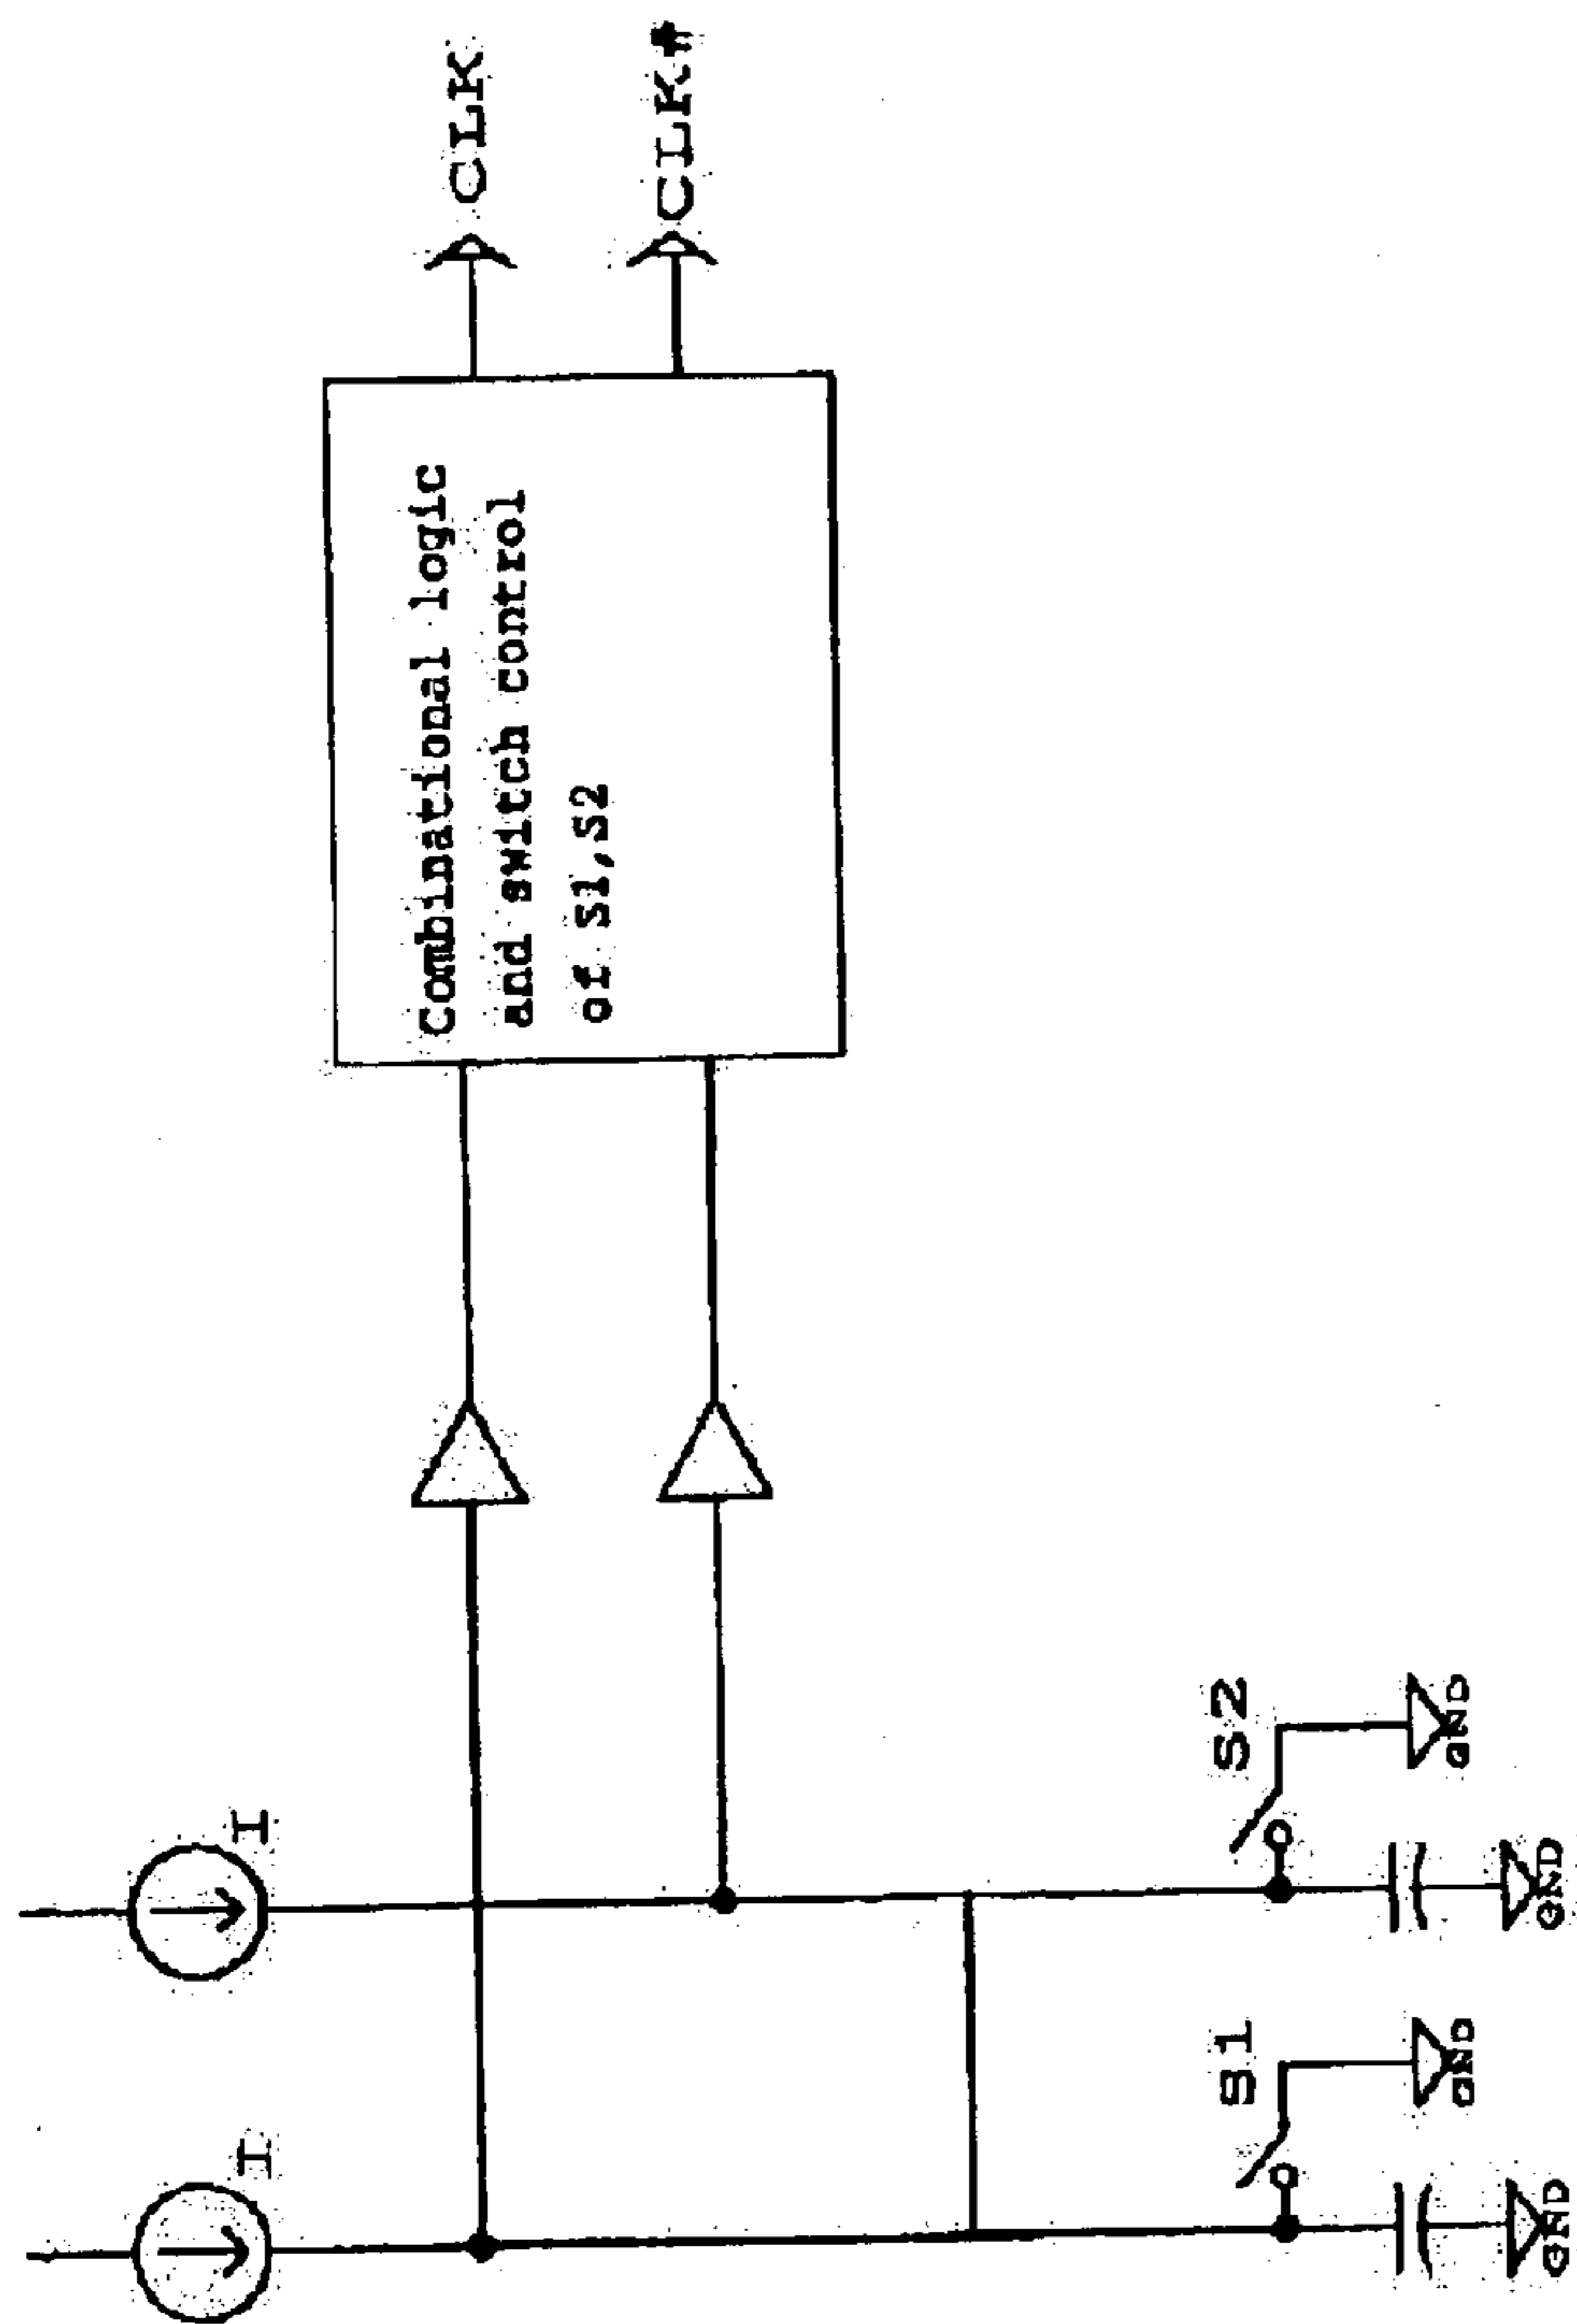 I
I
Combinational logic
and switch control
of S1,S2
CLK
CLK#
S1
S2
GND
GND
GND
GND